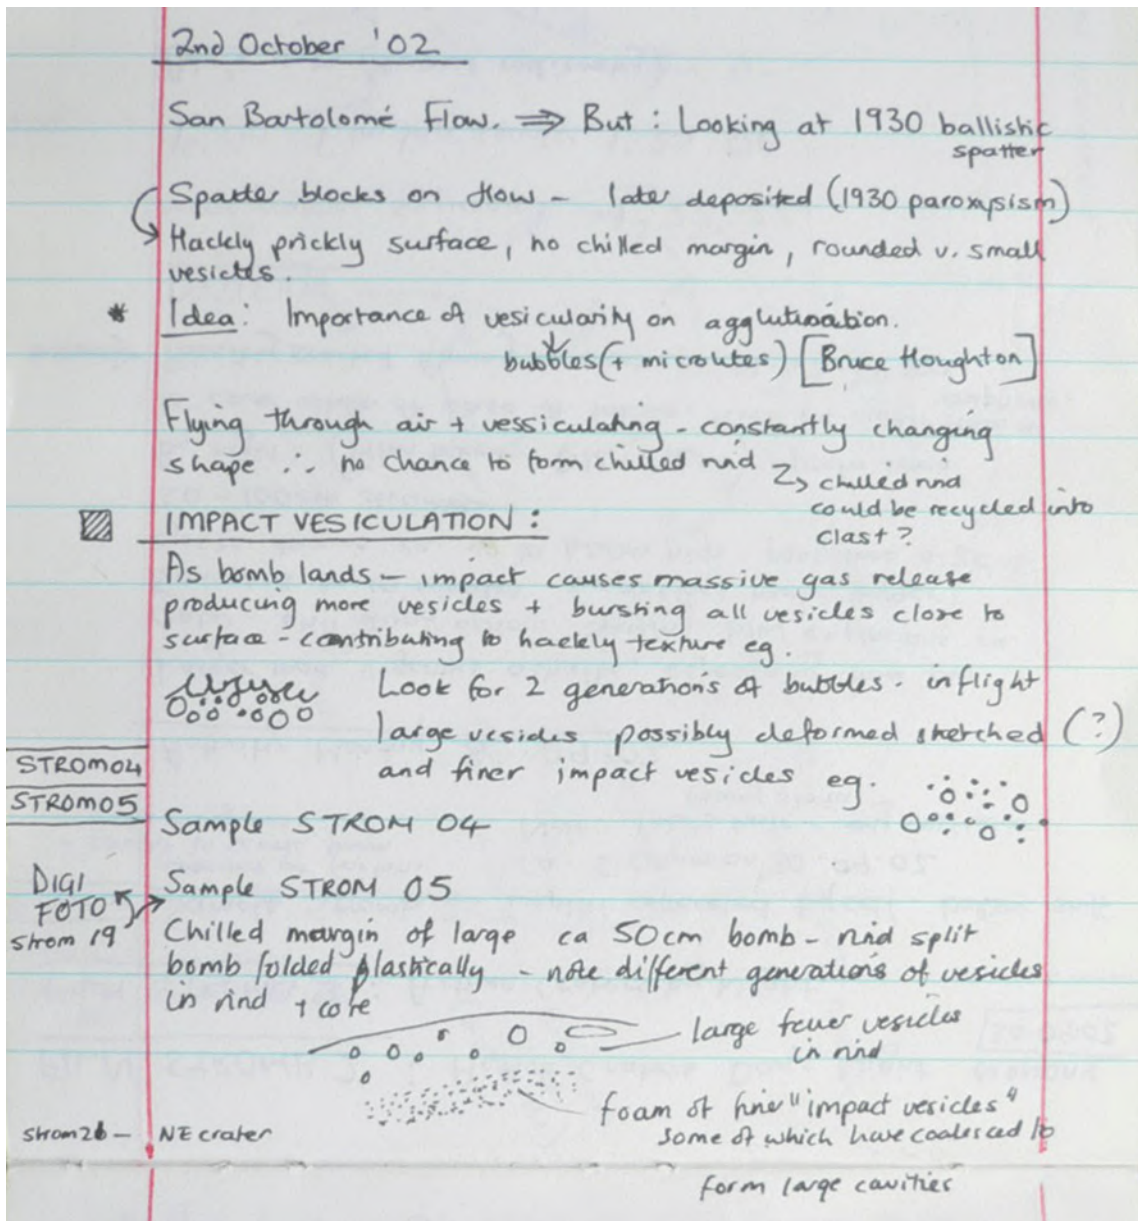 2nd October '02
San Bartolomé Flow. ⇒ But : Looking at 1930 ballistic
spatter
Spatter blocks on flow - later deposited (1930 paroxysism)
Hackly prickly surface, no chilled margin, rounded v. small
vesicles.
* Idea: Importance of vesicularity on agglutination.
bubbles (+ microlites) [Bruce Houghton]
Flying through air + vessiculating - constantly changing
shape ∴ no chance to form chilled rind
chilled rind
could be recycled into
clast?
IMPACT VESICULATION :
As bomb lands - impact causes massive gas release
producing more vesicles + bursting all vesicles close to
surface - contributing to hackly texture eg.
Look for 2 generations of bubbles - inflight
large vesicles possibly deformed stretched (?)
and finer impact vesicles eg.
STROM04
STROM05
Sample STROM 04
DIGI
FOTO
strom 19
Sample STROM 05
Chilled margin of large ca 50cm bomb - rind split
bomb folded plastically - note different generations of vesicles
in rind + core
large fewer vesicles
in rind
foam of fine "impact vesicles"
some of which have coalesced to
form large cavities
strom 26 - NE crater